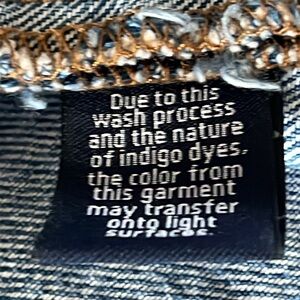 Due to this
wash process
and the nature
of indigo dyes,
the color from
this garment
may transfer
onto light
surfaces.